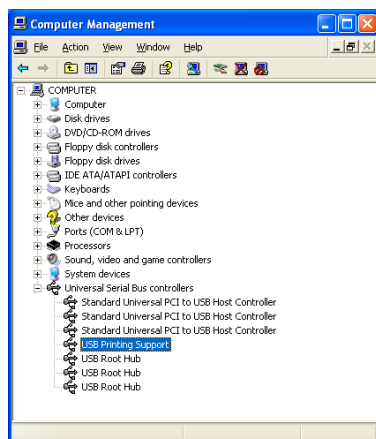 Computer Management
File Action View Window Help
COMPUTER
Computer
Disk drives
DVD/CD-ROM drives
Floppy disk controllers
Floppy disk drives
IDE ATA/ATAPI controllers
Keyboards
Mice and other pointing devices
Other devices
Ports (COM & LPT)
Processors
Sound, video and game controllers
System devices
Universal Serial Bus controllers
Standard Universal PCI to USB Host Controller
Standard Universal PCI to USB Host Controller
Standard Universal PCI to USB Host Controller
USB Printing Support
USB Root Hub
USB Root Hub
USB Root Hub